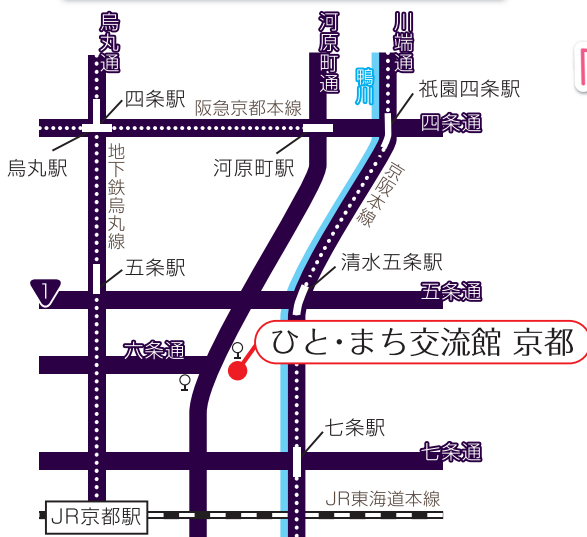 烏丸通
河原町通
川端通
鴨川
四条駅
阪急京都本線
祇園四条駅
四条通
烏丸駅
地下鉄烏丸線
河原町駅
京阪本線
五条駅
清水五条駅
1
五条通
六条通
ひと・まち交流館 京都
七条駅
七条通
JR東海道本線
JR京都駅